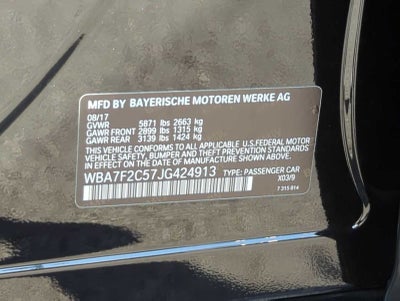 MFD BY BAYERISCHE MOTOREN WERKE AG
08/17
GVWR 5871 lbs 2663 kg
GAWR FRONT 2899 lbs 1315 kg
GAWR REAR 3139 lbs 1424 kg
THIS VEHICLE CONFORMS TO ALL APPLICABLE U.S.FEDERAL MOTOR
VEHICLE SAFETY, BUMPER, AND THEFT PREVENTION STANDARDS
IN EFFECT ON THE DATE OF MANUFACTURE SHOWN ABOVE.
WBA7F2C57JG424913 TYPE: PASSENGER CAR
X03/9
7 315 814